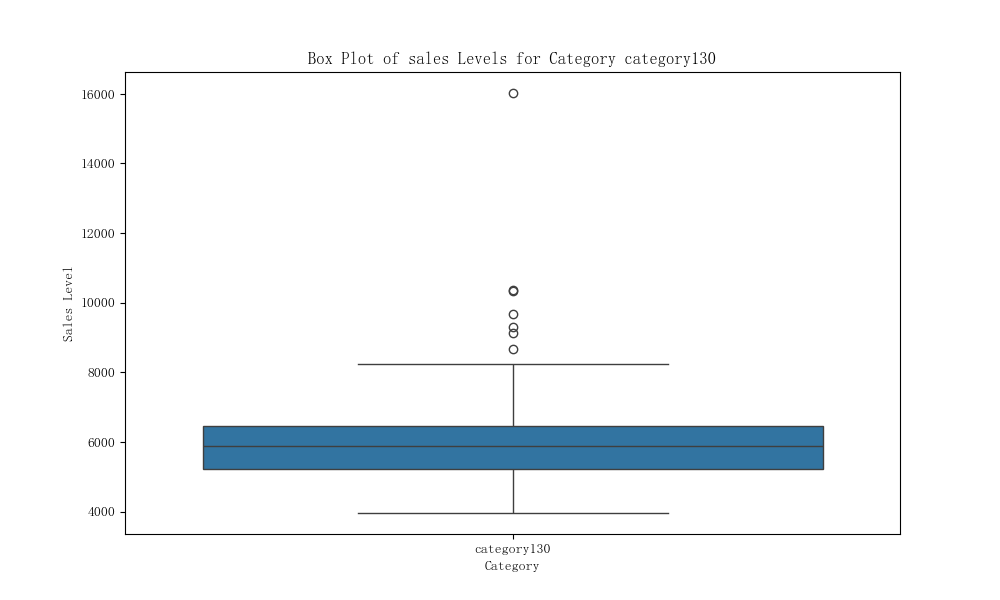 Box Plot of sales Levels for Category category130
16000
14000
12000
10000
8000
6000
4000
Sales Level
category130
Category